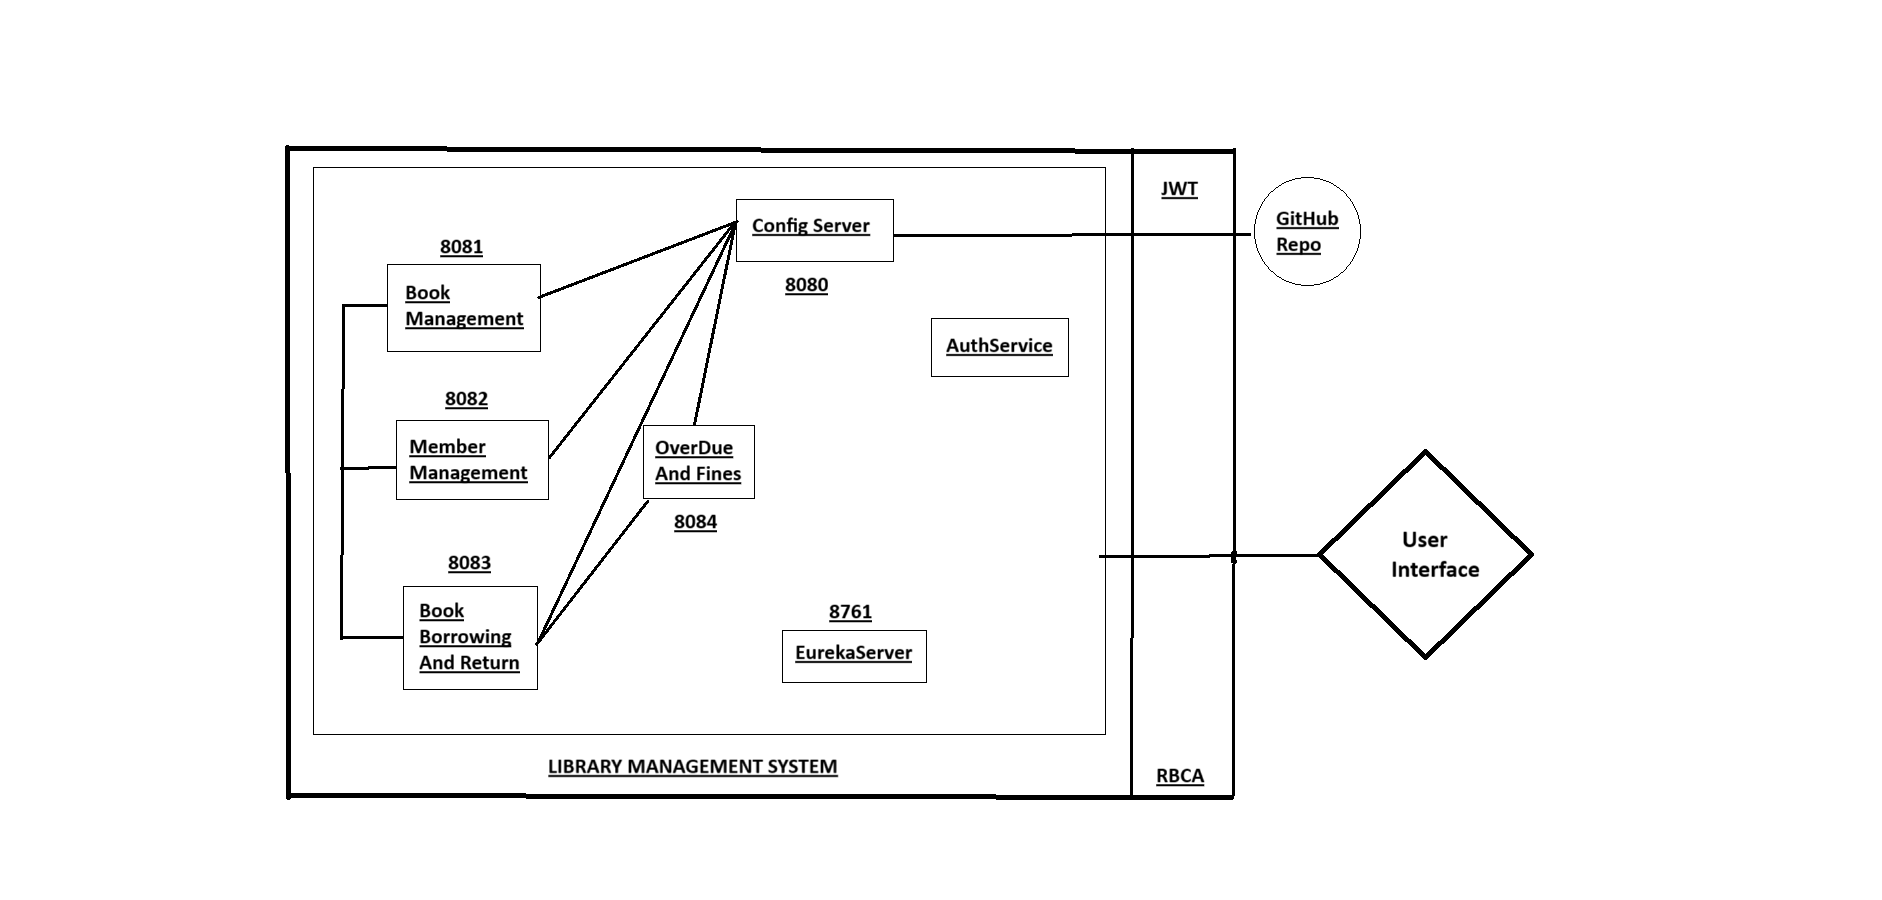 JWT
GitHub
Repo
Config Server
8080
8081
Book
Management
AuthService
8082
Member
Management
OverDue
And Fines
8084
User
Interface
8083
Book
Borrowing
And Return
8761
EurekaServer
LIBRARY MANAGEMENT SYSTEM
RBCA